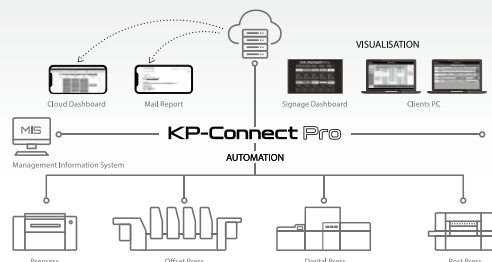 VISUALISATION
Cloud Dashboard
Mail Report
Signage Dashboard
Clients PC
MIS
KP-Connect Pro
Management Information System
AUTOMATION
Prepress
Offset Press
Digital Press
Port Press